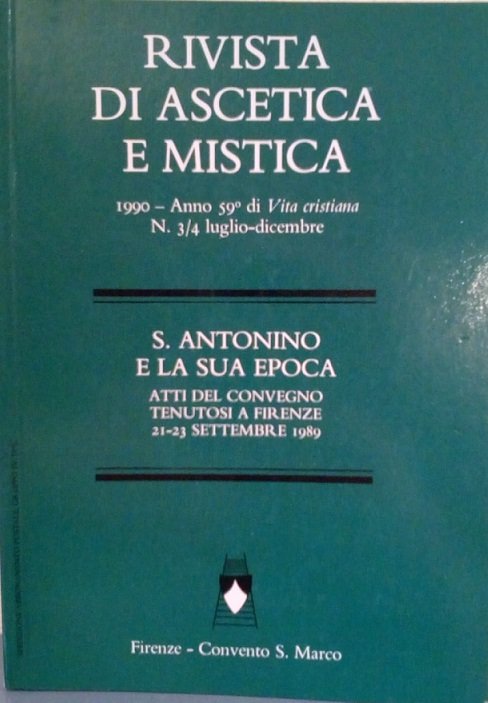 RIVISTA
DI ASCETICA
E MISTICA
1990 – Anno 59º di Vita cristiana
N. 3/4 luglio-dicembre
S. ANTONINO
E LA SUA EPOCA
ATTI DEL CONVEGNO
TENUTOSI A FIRENZE
21-23 SETTEMBRE 1989
Firenze - Convento S. Marco